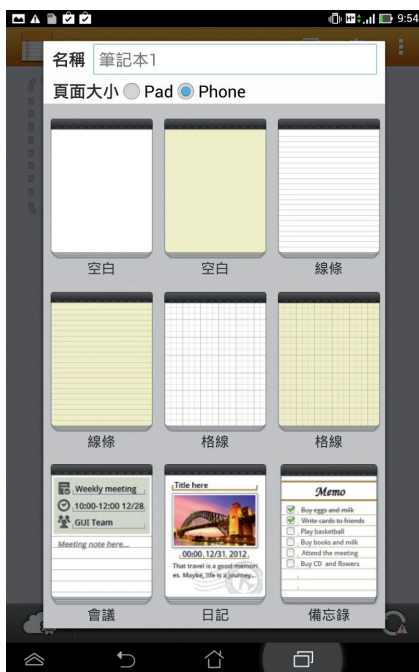 9:54
名稱 筆記本1
頁面大小 Pad Phone
空白 空白 線條
線條 格線 格線
Weekly meeting
10:00-12:00 12/28
GUI Team
Meeting note here...
會議
Title here
00:00, 12/31, 2012
That travel is a good memori
es. Maybe, life is a journey...
日記
Memo
Buy eggs and milk
Write cards to friends
Play basketball
Buy books and milk
Attend the meeting
Buy CD and flowers
備忘錄